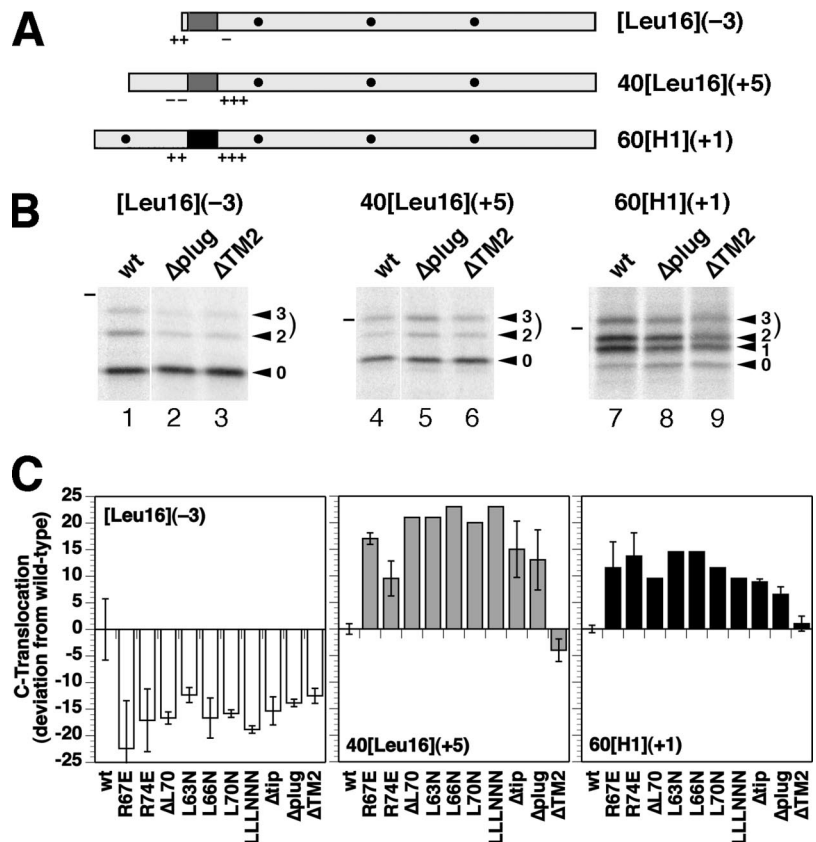 A
[Leu16](–3)
++
–
40[Leu16](+5)
– –
+++
60[H1](+1)
++
+++
B
[Leu16](–3)
40[Leu16](+5)
60[H1](+1)
wt
Δplug
ΔTM2
wt
Δplug
ΔTM2
wt
Δplug
ΔTM2
3
2
0
3
2
0
3
2
1
0
1 2 3 4 5 6 7 8 9
C
C-Translocation
(deviation from wild-type)
25
20
15
10
5
0
-5
-10
-15
-20
-25
[Leu16](–3)
40[Leu16](+5)
60[H1](+1)
wt R67E R74E ΔL70 L63N L66N L70N LLLNNN Δtip Δplug ΔTM2
wt R67E R74E ΔL70 L63N L66N L70N LLLNNN Δtip Δplug ΔTM2
wt R67E R74E ΔL70 L63N L66N L70N LLLNNN Δtip Δplug ΔTM2